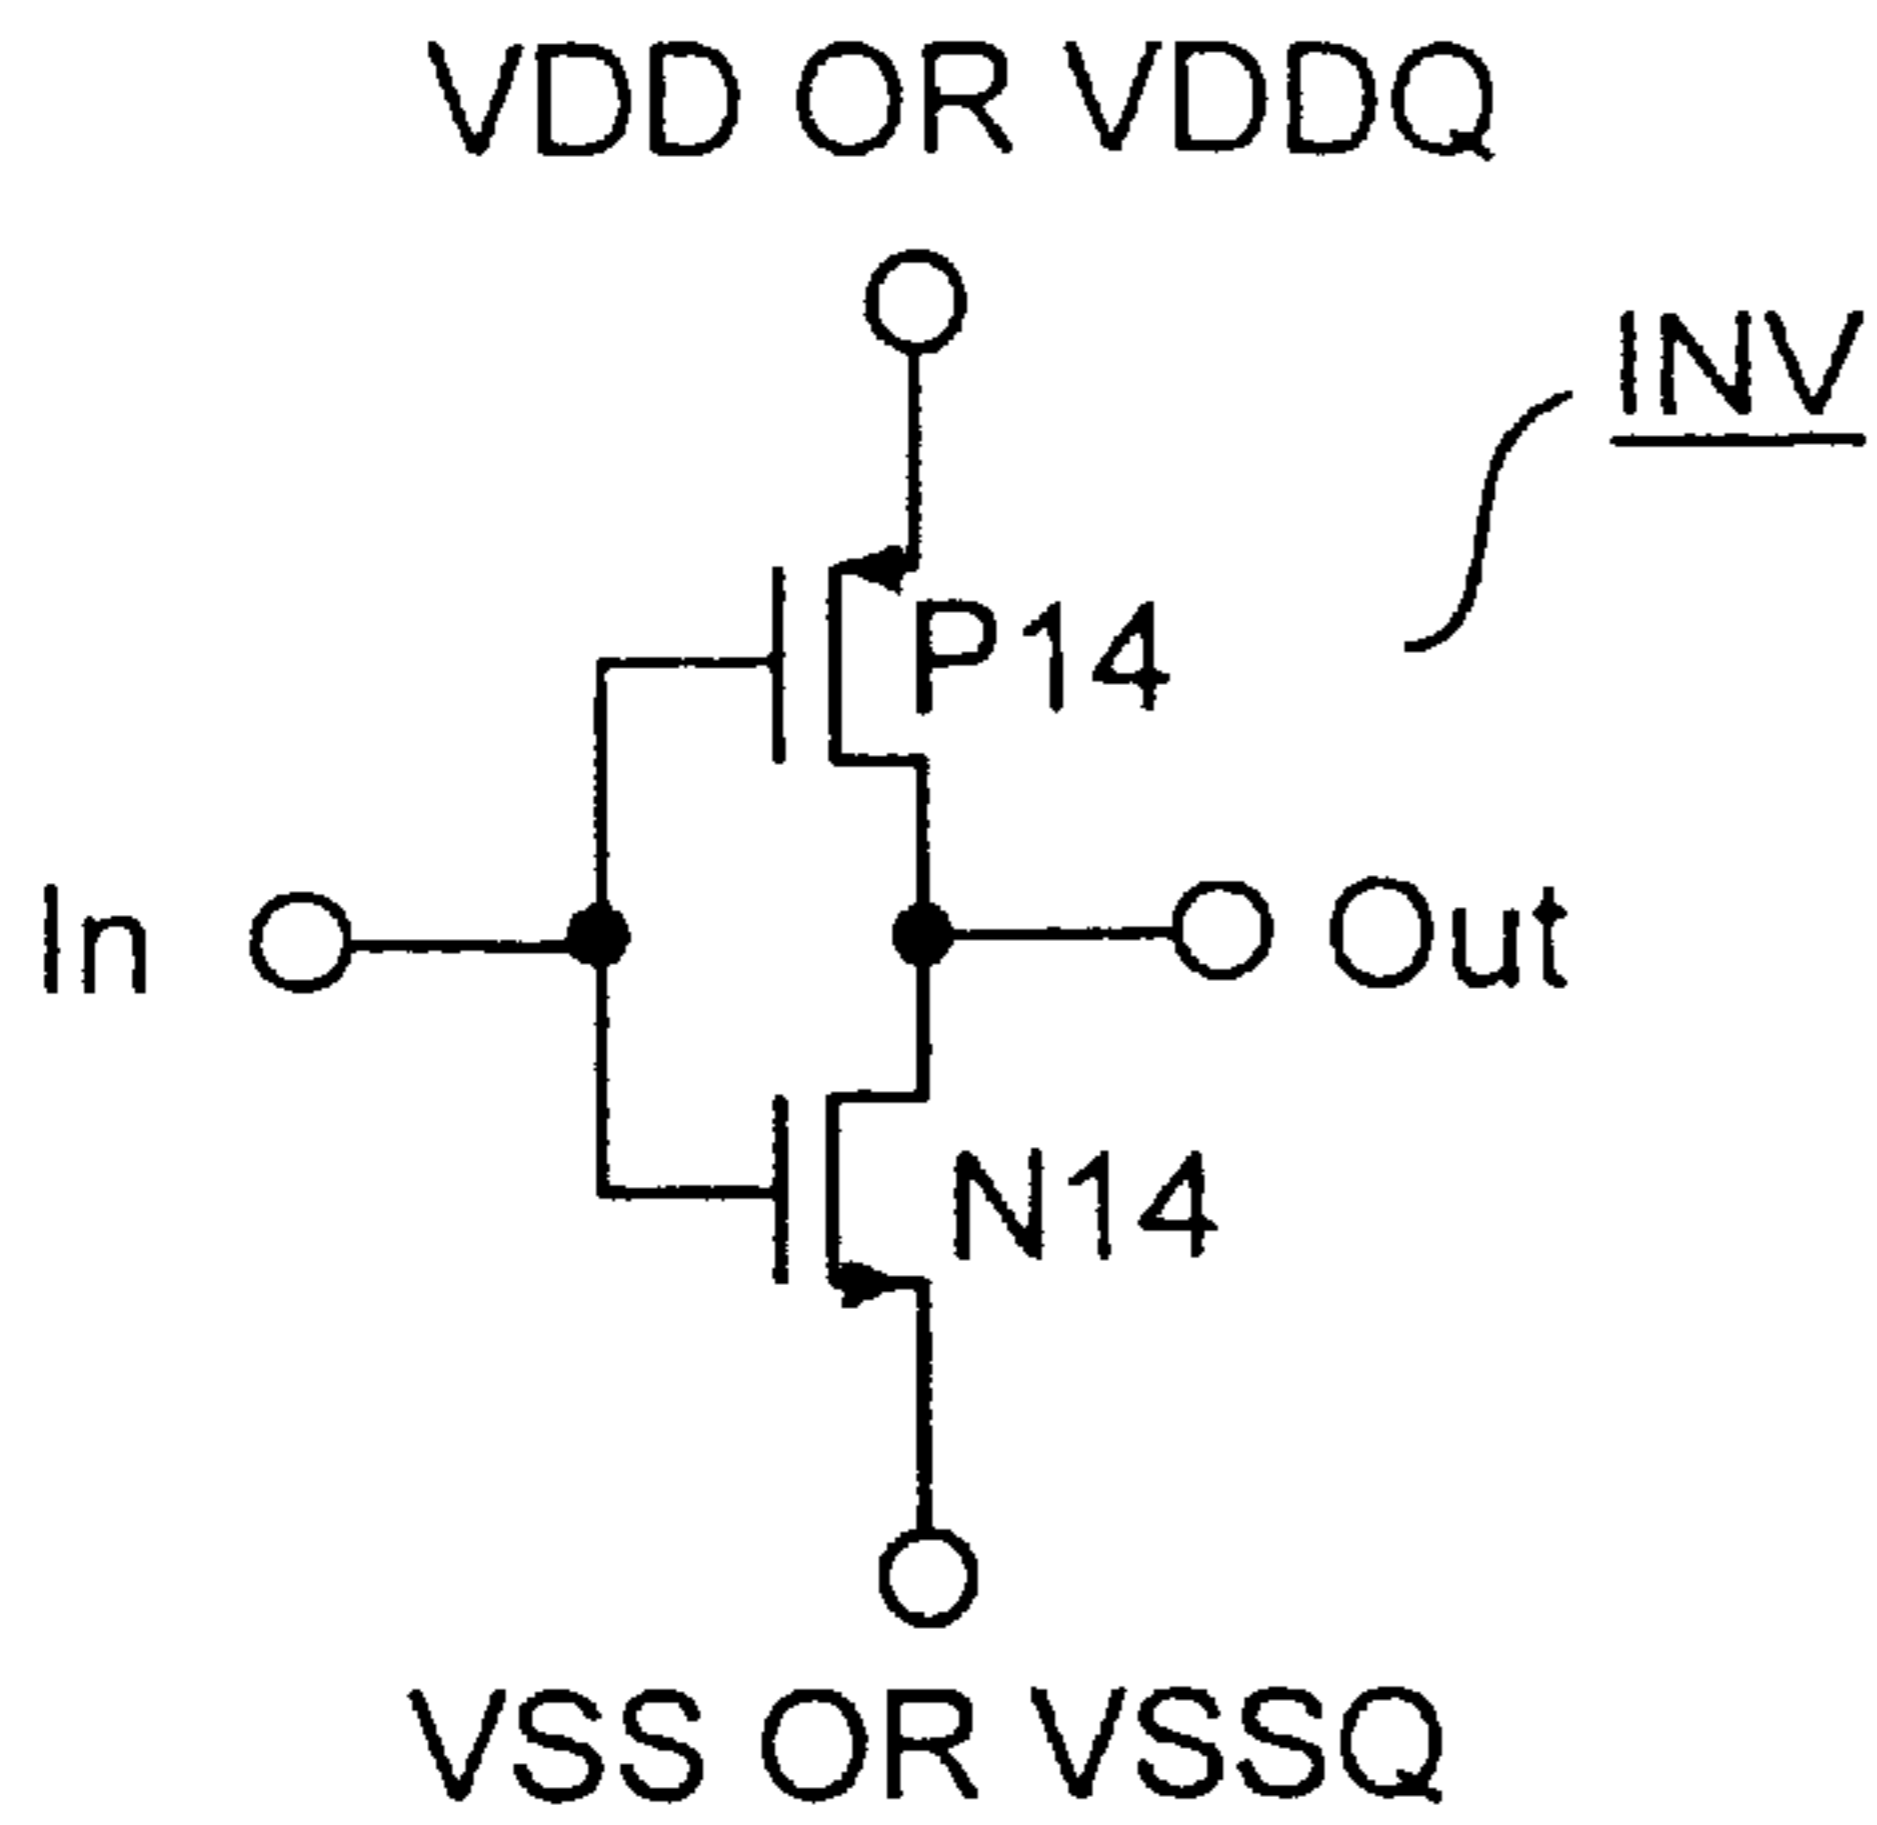 VDD OR VDDQ
INV
P14
In
Out
N14
VSS OR VSSQ